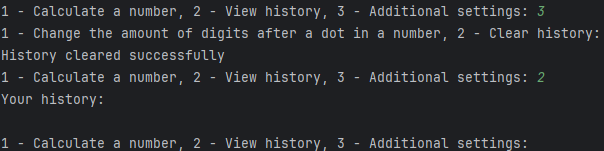 1 - Calculate a number, 2 - View history, 3 - Additional settings: 3
1 - Change the amount of digits after a dot in a number, 2 - Clear history:
History cleared successfully
1 - Calculate a number, 2 - View history, 3 - Additional settings: 2
Your history:
1 - Calculate a number, 2 - View history, 3 - Additional settings: